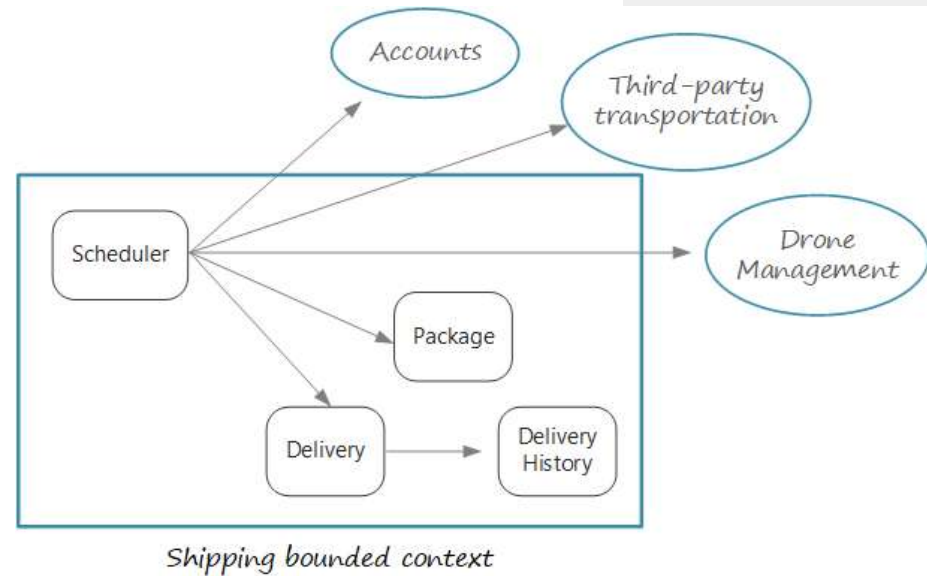 Accounts
Third-party
transportation
Scheduler
Drone
Management
Package
Delivery
Delivery
History
Shipping bounded context